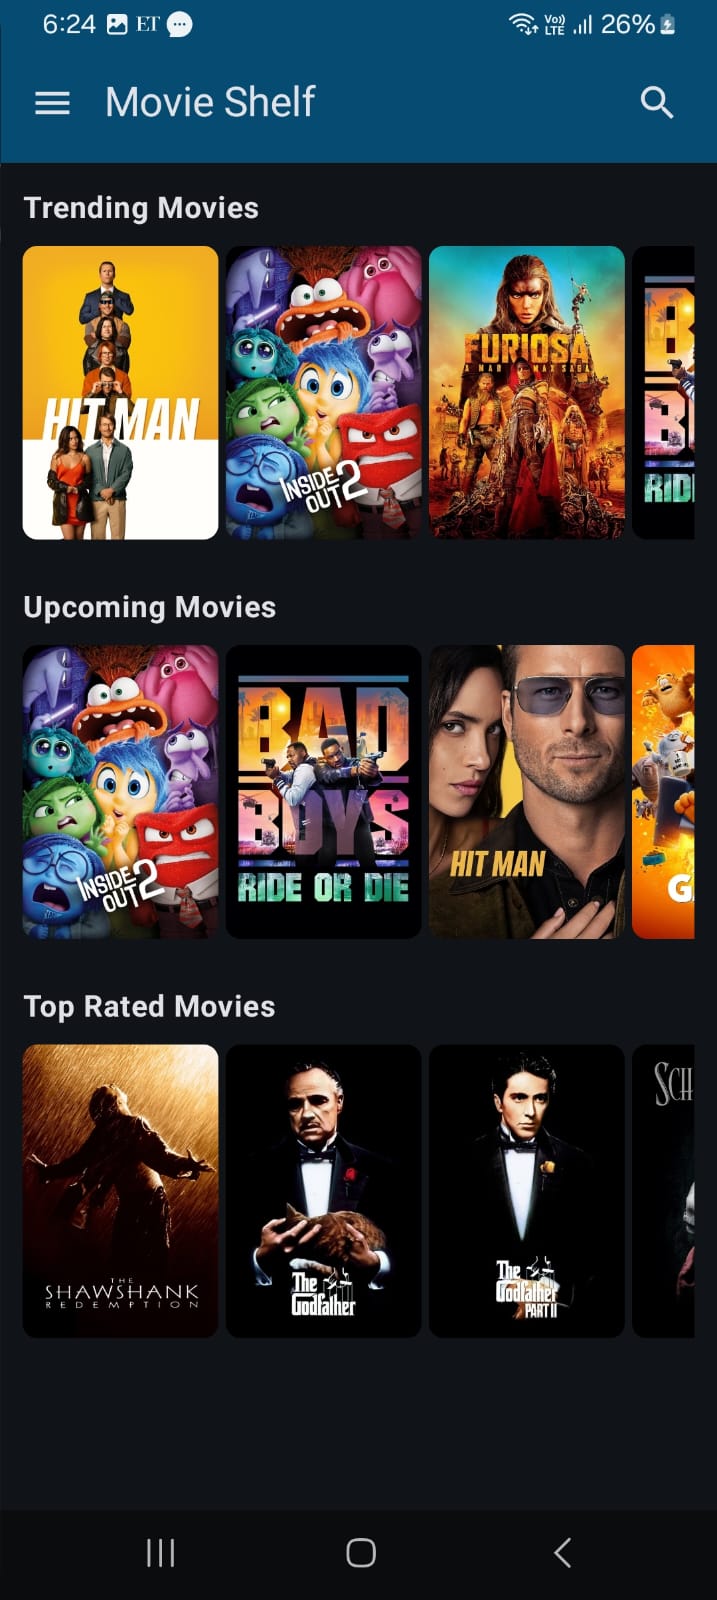 6:24 ET Vo)) LTE 26%
Movie Shelf
Trending Movies
HIT MAN
INSIDE
OUT 2
FURIOSA
A MAD MAX SAGA
RID
Upcoming Movies
INSIDE
OUT 2
BAD
BOYS
RIDE OR DIE
HIT MAN
G
Top Rated Movies
THE
SHAWSHANK
REDEMPTION
The
Godfather
The
Godfather
PART II
SCH